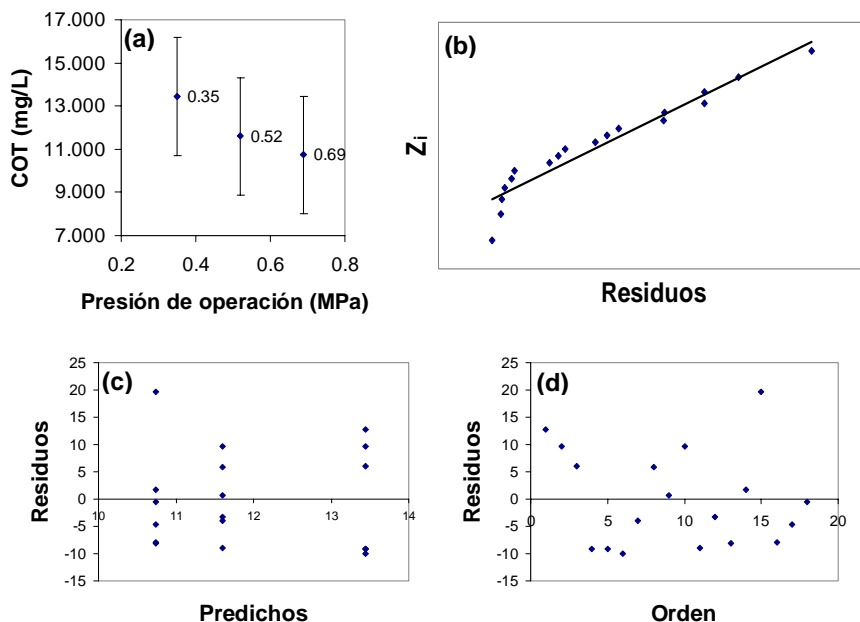 (a)
COT (mg/L)
17.000
15.000
13.000
11.000
9.000
7.000
0.35
0.52
0.69
0.2 0.4 0.6 0.8
Presión de operación (MPa)
(b)
Zi
Residuos
(c)
Residuos
25
20
15
10
5
0
-5
-10
-15
10 11 12 13 14
Predichos
(d)
Residuos
25
20
15
10
5
0
-5
-10
-15
0 5 10 15 20
Orden